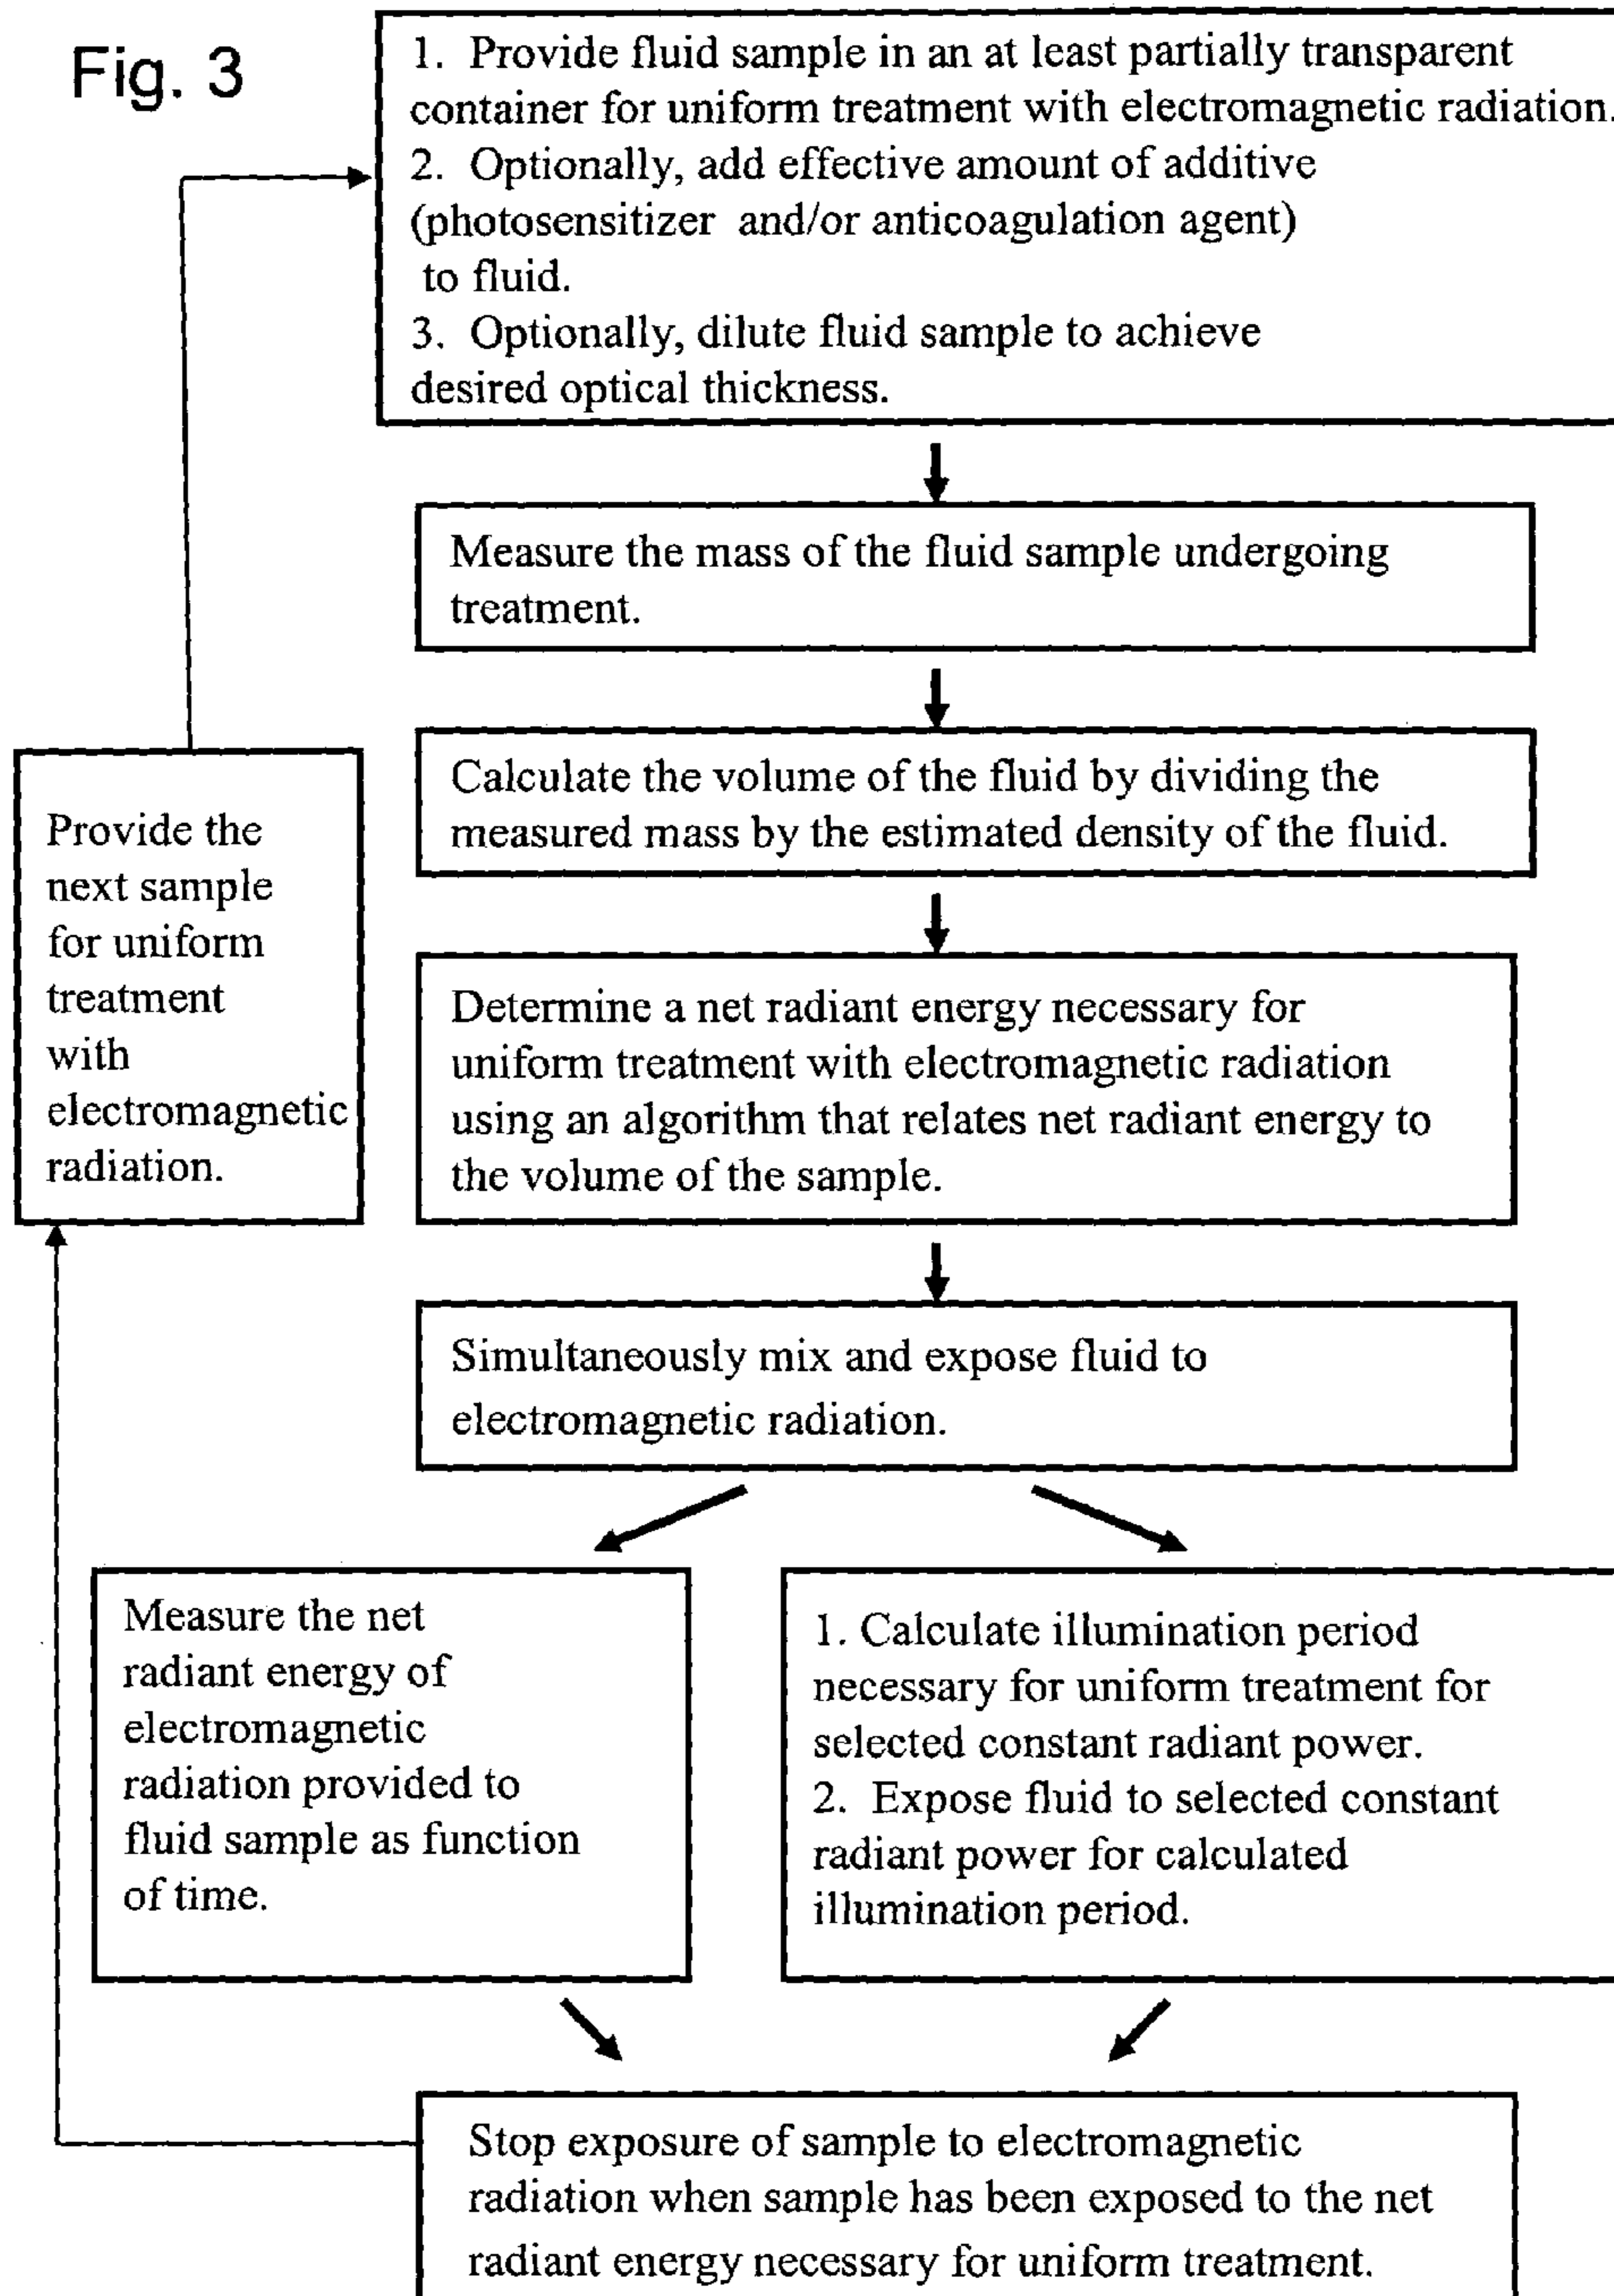 Fig. 3
1. Provide fluid sample in an at least partially transparent
container for uniform treatment with electromagnetic radiation.
2. Optionally, add effective amount of additive
(photosensitizer and/or anticoagulation agent)
to fluid.
3. Optionally, dilute fluid sample to achieve
desired optical thickness.
Measure the mass of the fluid sample undergoing
treatment.
Calculate the volume of the fluid by dividing the
measured mass by the estimated density of the fluid.
Provide the
next sample
for uniform
treatment
with
electromagnetic
radiation.
Determine a net radiant energy necessary for
uniform treatment with electromagnetic radiation
using an algorithm that relates net radiant energy to
the volume of the sample.
Simultaneously mix and expose fluid to
electromagnetic radiation.
Measure the net
radiant energy of
electromagnetic
radiation provided to
fluid sample as function
of time.
1. Calculate illumination period
necessary for uniform treatment for
selected constant radiant power.
2. Expose fluid to selected constant
radiant power for calculated
illumination period.
Stop exposure of sample to electromagnetic
radiation when sample has been exposed to the net
radiant energy necessary for uniform treatment.